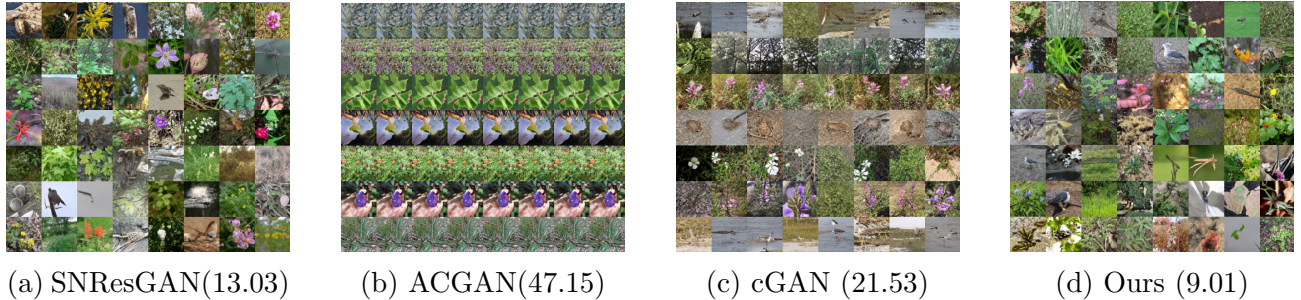 (a) SNResGAN(13.03)
(b) ACGAN(47.15)
(c) cGAN (21.53)
(d) Ours (9.01)